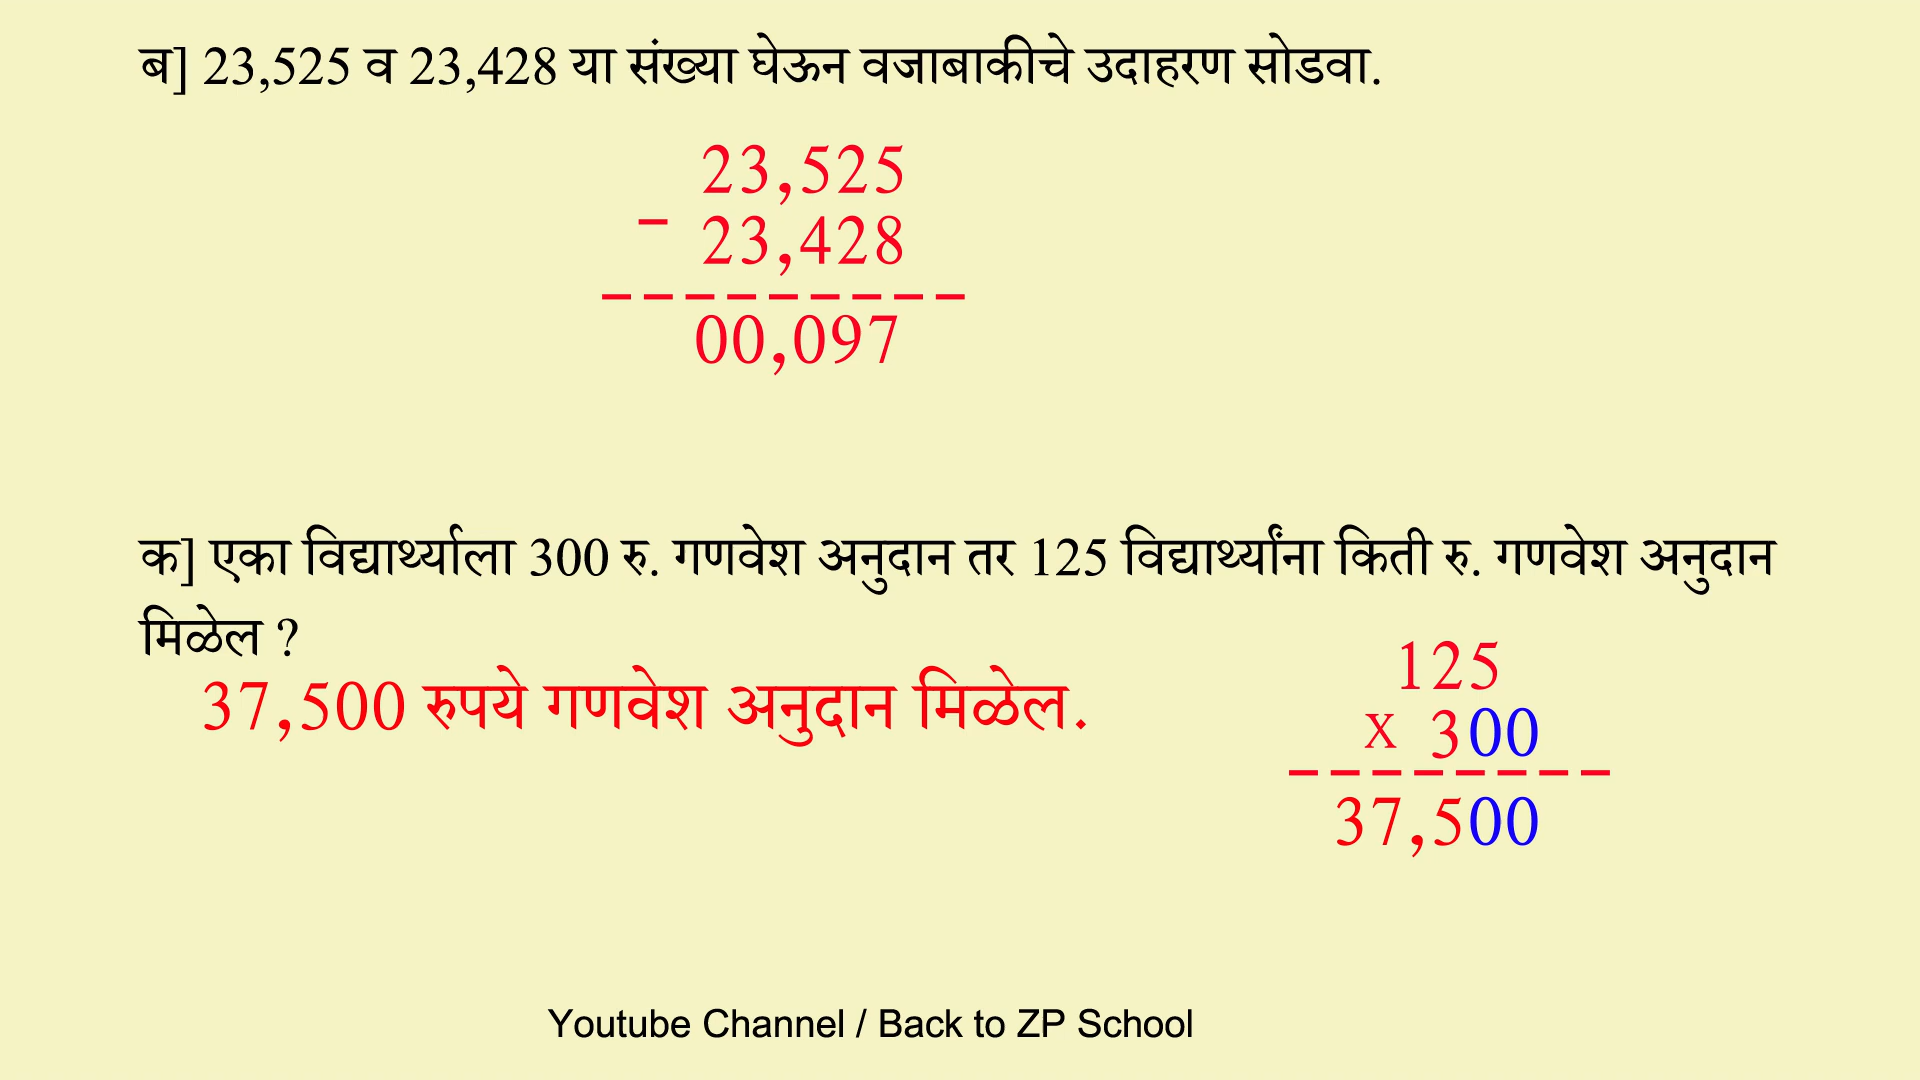 ब] 23,525 व 23,428 या संख्या घेऊन वजाबाकीचे उदाहरण सोडवा.
23,525
– 23,428
– – – – – – – – –
00,097
क] एका विद्यार्थ्याला 300 रु. गणवेश अनुदान तर 125 विद्यार्थ्यांना किती रु. गणवेश अनुदान
मिळेल ?
37,500 रुपये गणवेश अनुदान मिळेल.
125
X 300
– – – – – – – –
37,500
Youtube Channel / Back to ZP School